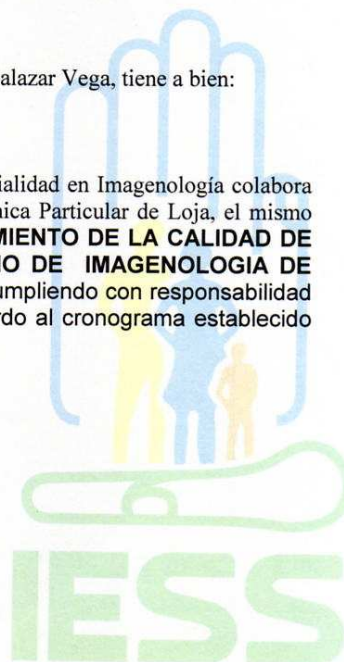 alazar Vega, tiene a bien:
ialidad en Imagenología colabora
nica Particular de Loja, el mismo
MIENTO DE LA CALIDAD DE
IO DE IMAGENOLOGIA DE
umpliendo con responsabilidad
rdo al cronograma establecido
IESS